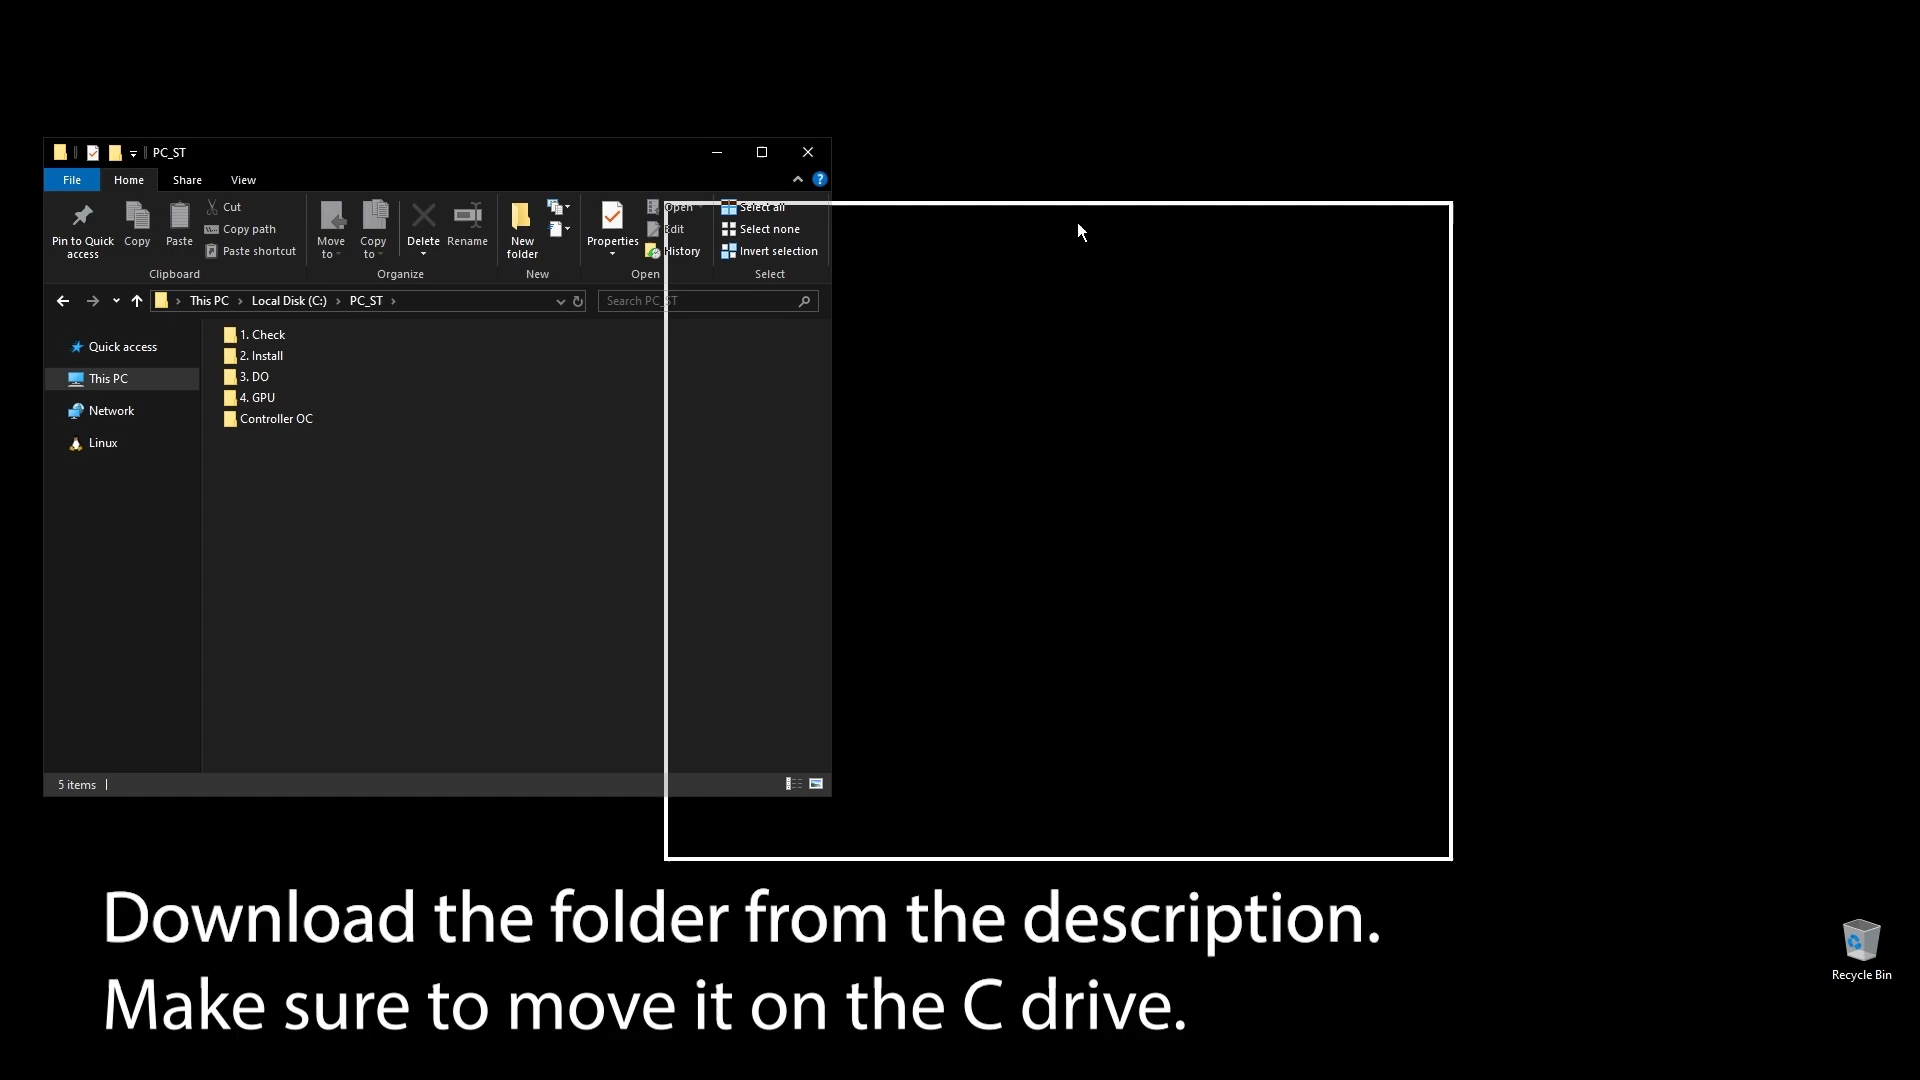 PC_ST
File Home Share View
Pin to Quick access
Copy
Paste
Cut
Copy path
Paste shortcut
Clipboard
Move to
Copy to
Delete
Rename
Organize
New folder
New
Properties
Open
Edit
History
Open
Select all
Select none
Invert selection
Select
This PC Local Disk (C:) PC_ST
Search PC_ST
Quick access
This PC
Network
Linux
1. Check
2. Install
3. DO
4. GPU
Controller OC
5 items
Download the folder from the description.
Make sure to move it on the C drive.
Recycle Bin